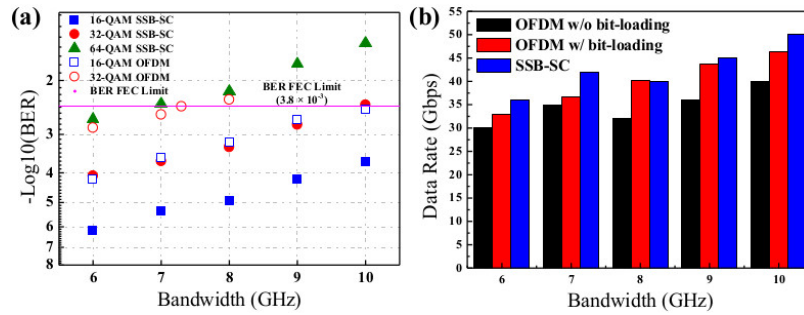 (a)
16-QAM SSB-SC
32-QAM SSB-SC
64-QAM SSB-SC
16-QAM OFDM
32-QAM OFDM
BER FEC Limit
BER FEC Limit
(3.8 × 10⁻³)
-Log10(BER)
2
3
4
5
6
7
8
6 7 8 9 10
Bandwidth (GHz)
(b)
OFDM w/o bit-loading
OFDM w/ bit-loading
SSB-SC
Data Rate (Gbps)
55
50
45
40
35
30
25
20
15
10
5
0
6 7 8 9 10
Bandwidth (GHz)